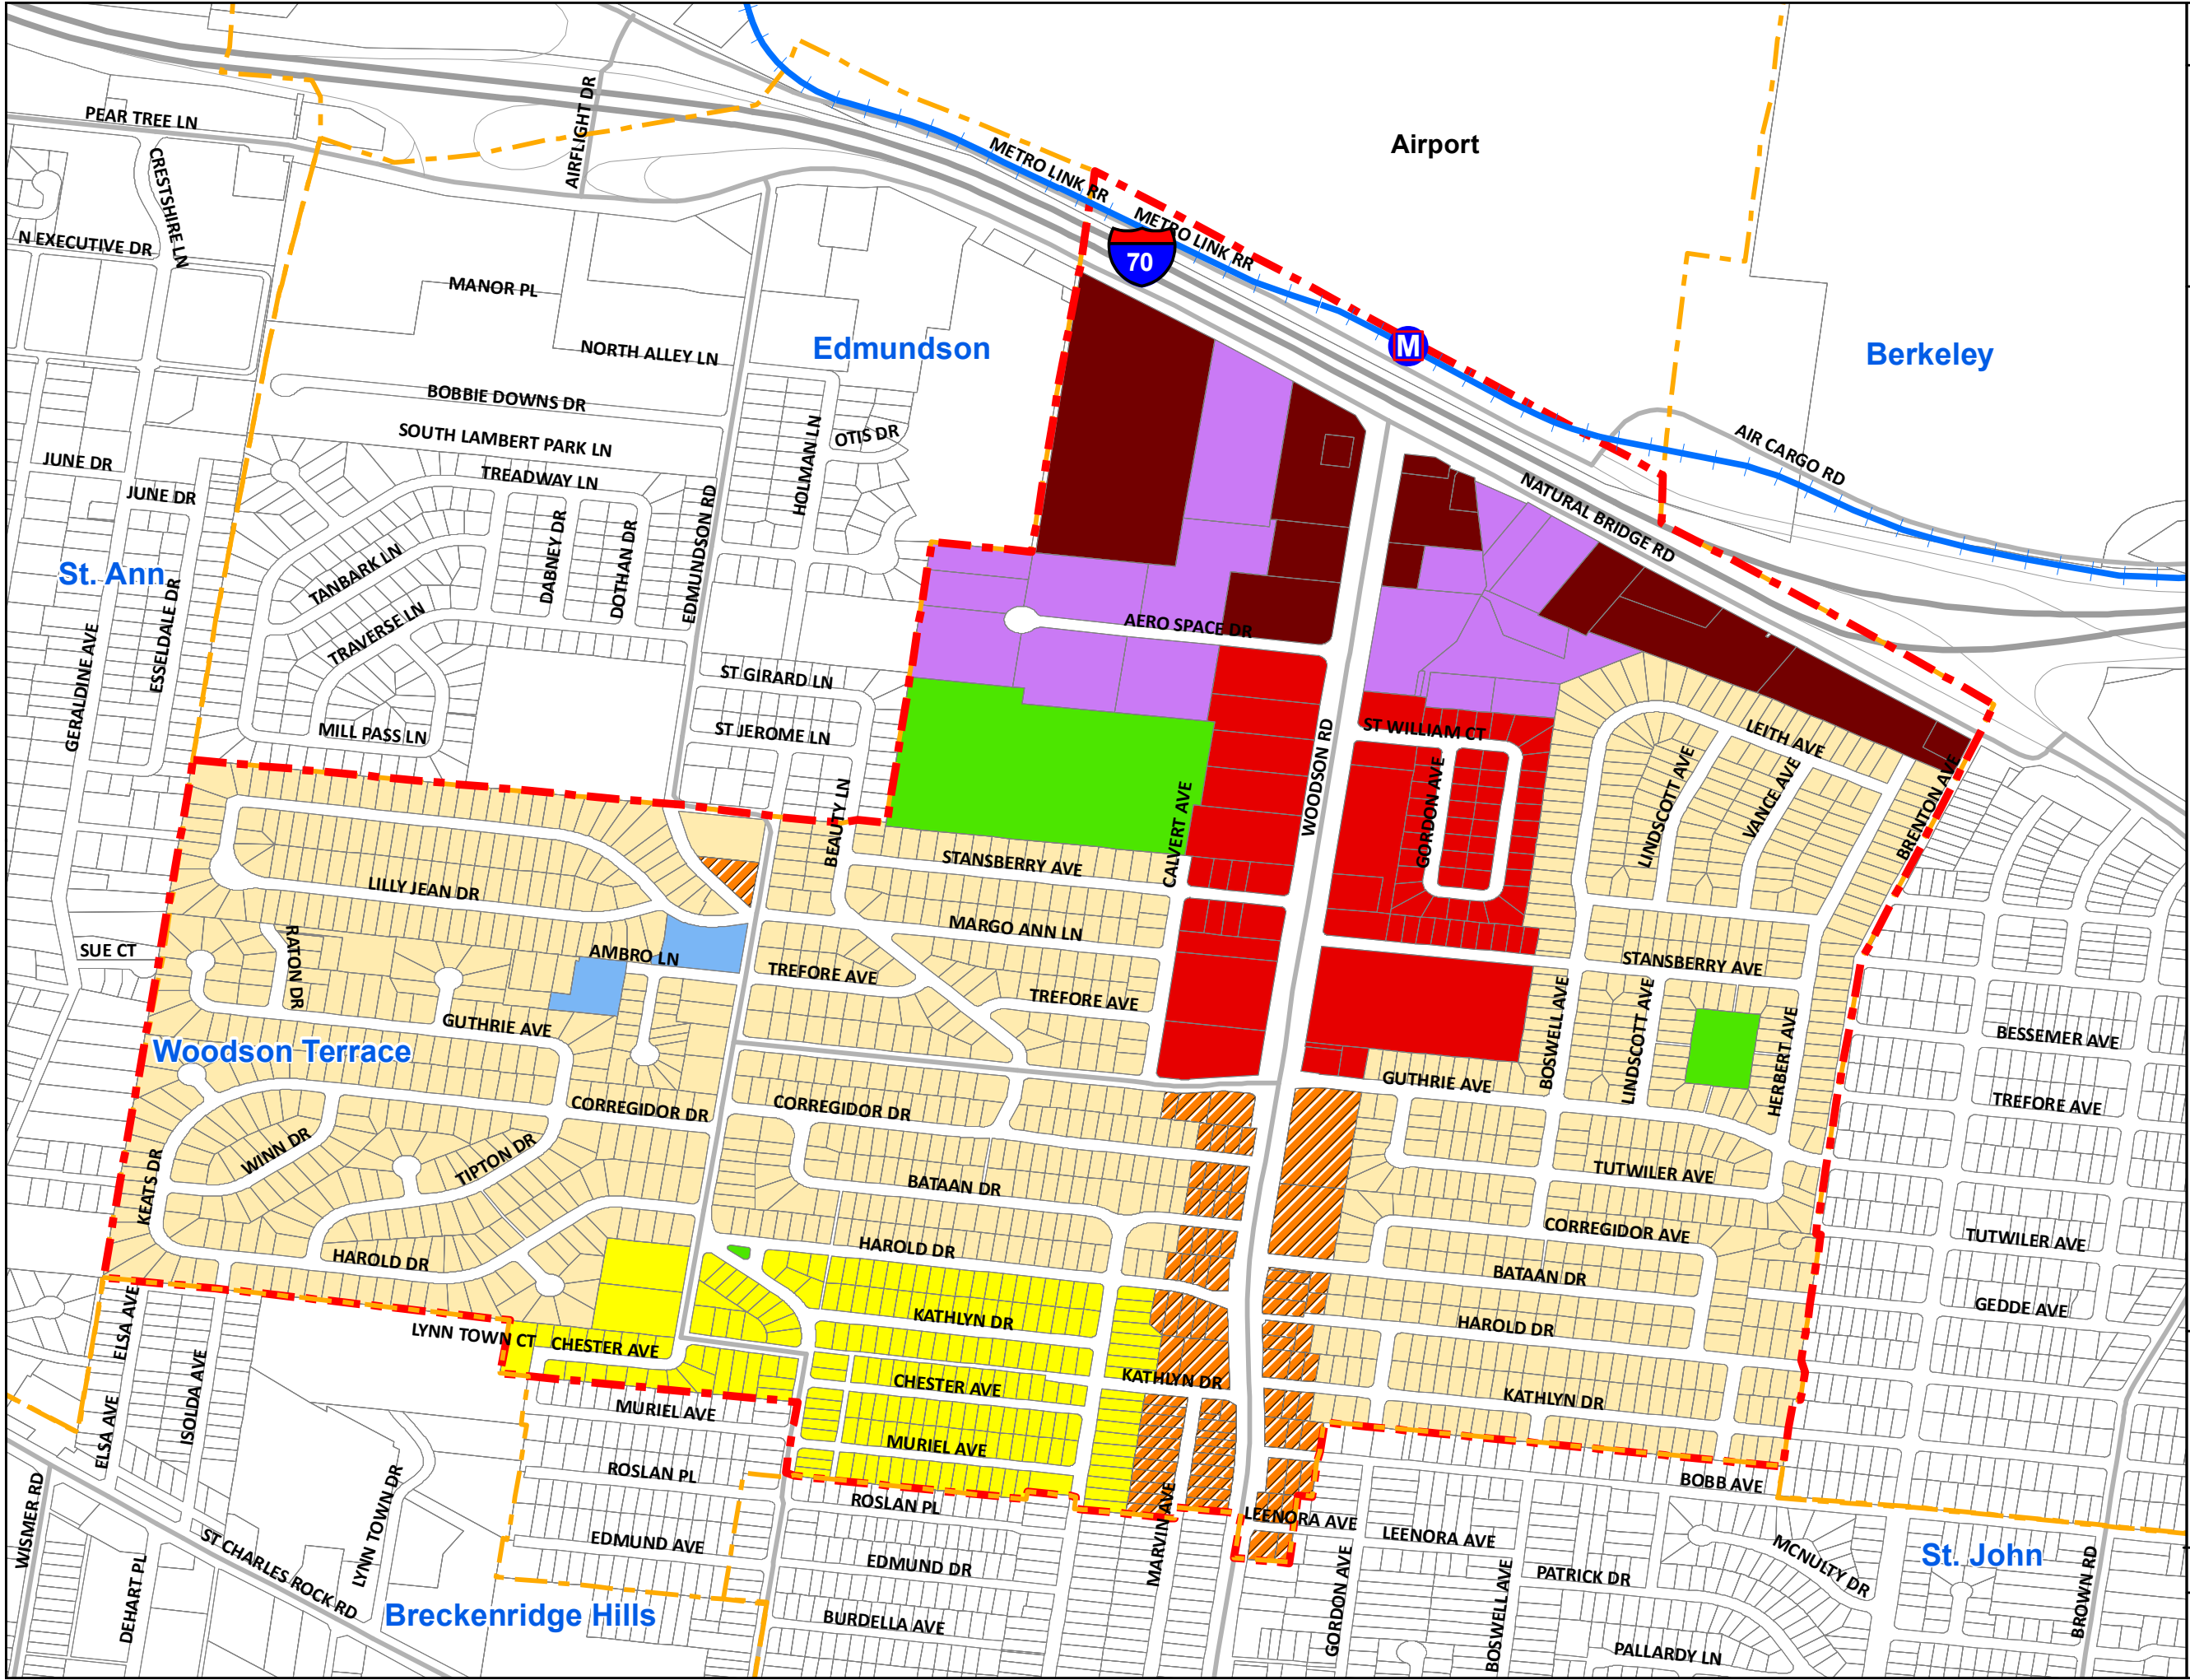 PEAR TREE LN
CRESTSHIRE LN
N EXECUTIVE DR
AIRFLIGHT DR
METRO LINK RR
METRO LINK RR
70
Airport
M
Berkeley
Edmundson
MANOR PL
NORTH ALLEY LN
BOBBIE DOWNS DR
SOUTH LAMBERT PARK LN
TREADWAY LN
HOLMAN LN
OTIS DR
AIR CARGO RD
NATURAL BRIDGE RD
JUNE DR
JUNE DR
St. Ann
TANBARK LN
TRAVERSE LN
DABNEY DR
DOTHAN DR
EDMUNDSON RD
GERALDINE AVE
ESSELDALE DR
MILL PASS LN
ST GIRARD LN
ST JEROME LN
BEAUTY LN
AERO SPACE DR
CALVERT AVE
WOODSON RD
ST WILLIAM CT
GORDON AVE
LINDSCOTT AVE
VANCE AVE
LEITH AVE
BRENTON AVE
STANSBERRY AVE
LILLY JEAN DR
MARGO ANN LN
SUE CT
RATON DR
AMBRO LN
TREFORE AVE
TREFORE AVE
STANSBERRY AVE
GUTHRIE AVE
Woodson Terrace
BOSWELL AVE
LINDSCOTT AVE
HERBERT AVE
BESSEMER AVE
GUTHRIE AVE
TREFORE AVE
CORREGIDOR DR
CORREGIDOR DR
WINN DR
TIPTON DR
KEATS DR
BATAAN DR
TUTWILER AVE
CORREGIDOR AVE
TUTWILER AVE
HAROLD DR
HAROLD DR
BATAAN DR
GEDDE AVE
KATHLYN DR
HAROLD DR
ELSA AVE
LYNN TOWN CT
CHESTER AVE
ISOLDA AVE
CHESTER AVE
KATHLYN DR
KATHLYN DR
MURIEL AVE
ELSA AVE
MURIEL AVE
ROSLAN PL
BOBB AVE
LYNN TOWN DR
ROSLAN PL
MARVIN AVE
LEENORA AVE
LEENORA AVE
WISMER RD
ST CHARLES ROCK RD
EDMUND AVE
EDMUND DR
GORDON AVE
BOSWELL AVE
PATRICK DR
MCNULTY DR
St. John
BROWN RD
DEHART PL
Breckenridge Hills
BURDELLA AVE
PALLARDY LN